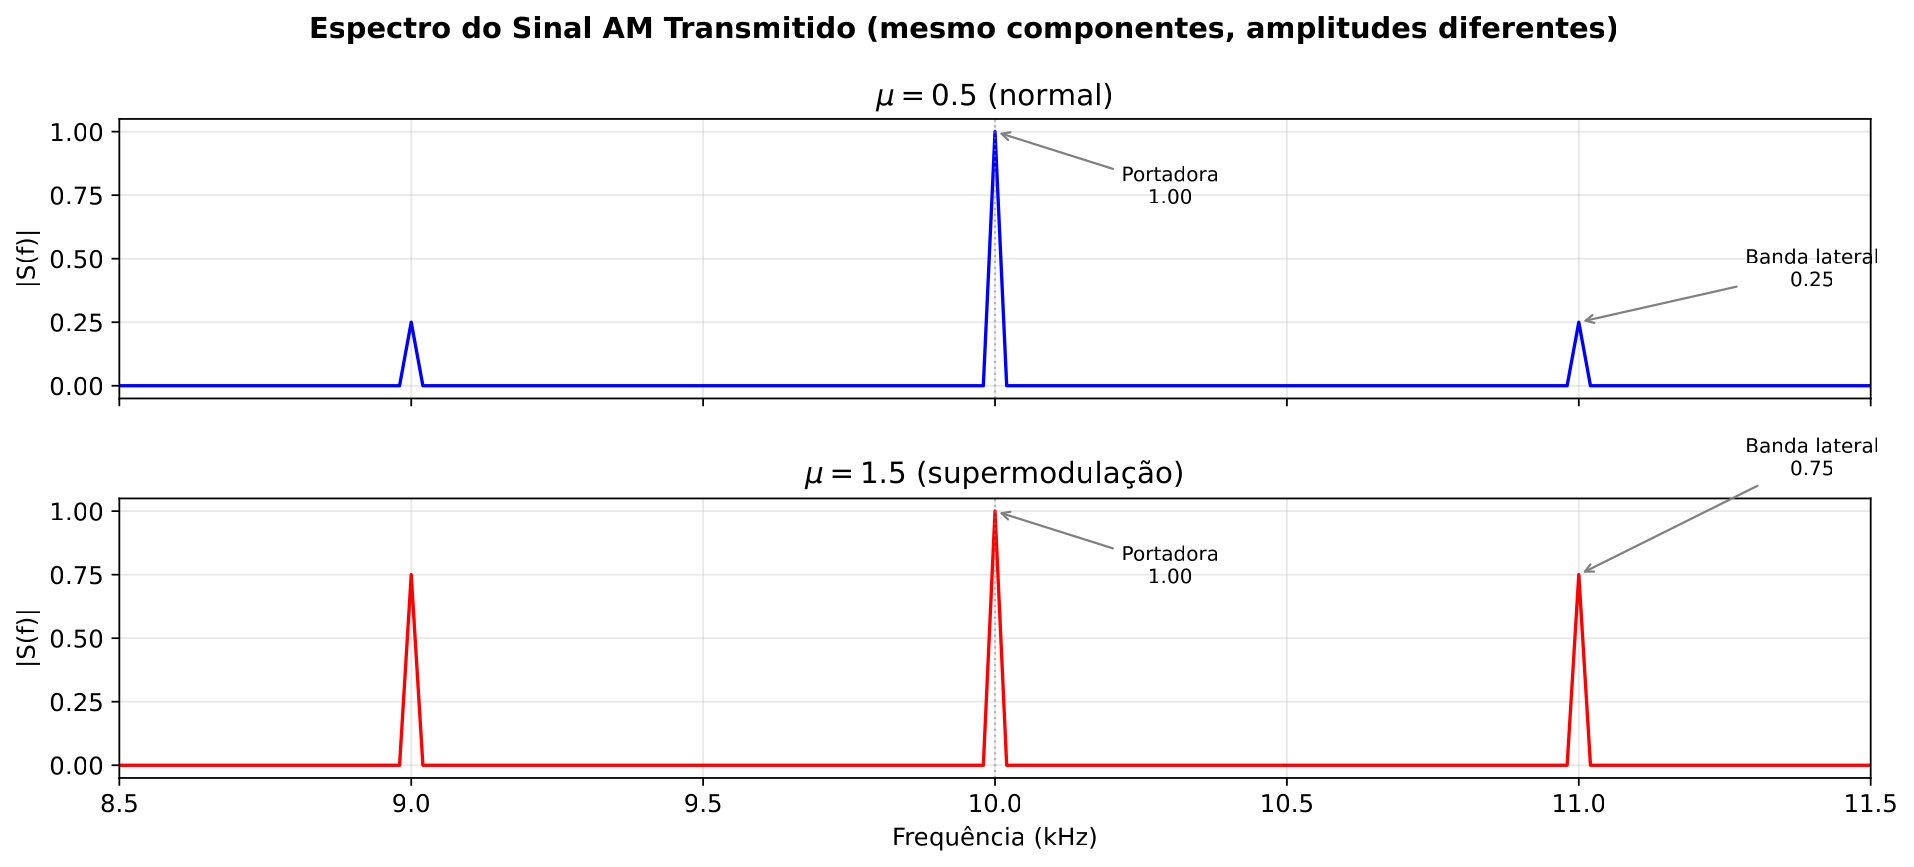 Espectro do Sinal AM Transmitido (mesmo componentes, amplitudes diferentes)
μ = 0.5 (normal)
1.00
0.75
0.50
0.25
0.00
|S(f)|
Portadora
1.00
Banda lateral
0.25
μ = 1.5 (supermodulação)
Banda lateral
0.75
1.00
0.75
0.50
0.25
0.00
|S(f)|
Portadora
1.00
8.5 9.0 9.5 10.0 10.5 11.0 11.5
Frequência (kHz)